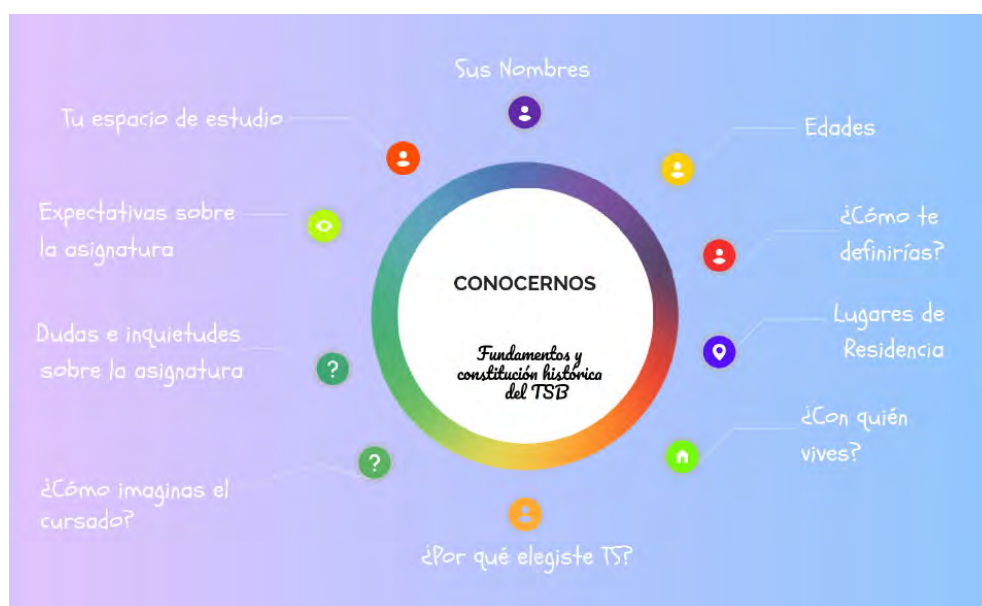 Sus Nombres
Tu espacio de estudio
Edades
Expectativas sobre
la asignatura
¿Cómo te
definirías?
CONOCERNOS
Fundamentos y
constitución histórica
del TSB
Lugares de
Residencia
Dudas e inquietudes
sobre la asignatura
¿Con quién
vives?
¿Cómo imaginas el
cursado?
¿Por qué elegiste TS?